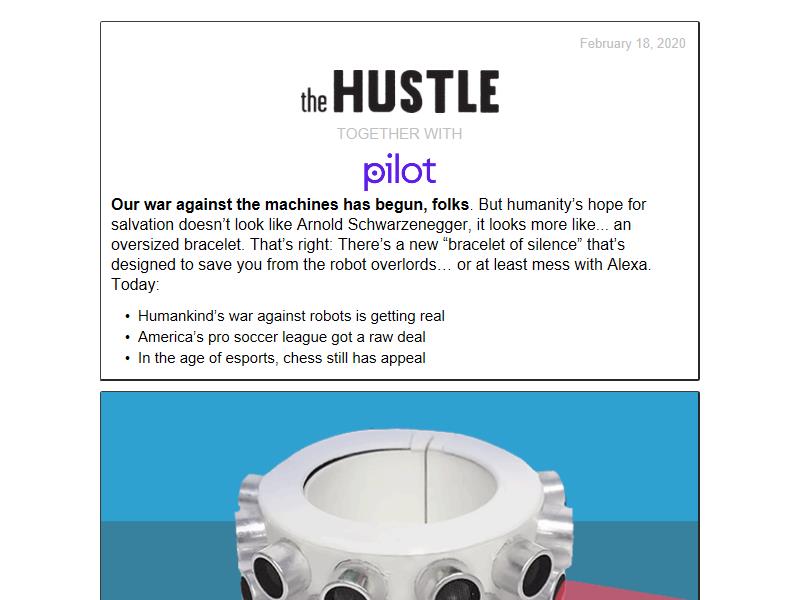 February 18, 2020
the HUSTLE
TOGETHER WITH
pilot
Our war against the machines has begun, folks. But humanity’s hope for
salvation doesn’t look like Arnold Schwarzenegger, it looks more like... an
oversized bracelet. That’s right: There’s a new “bracelet of silence” that’s
designed to save you from the robot overlords… or at least mess with Alexa.
Today:
• Humankind’s war against robots is getting real
• America’s pro soccer league got a raw deal
• In the age of esports, chess still has appeal